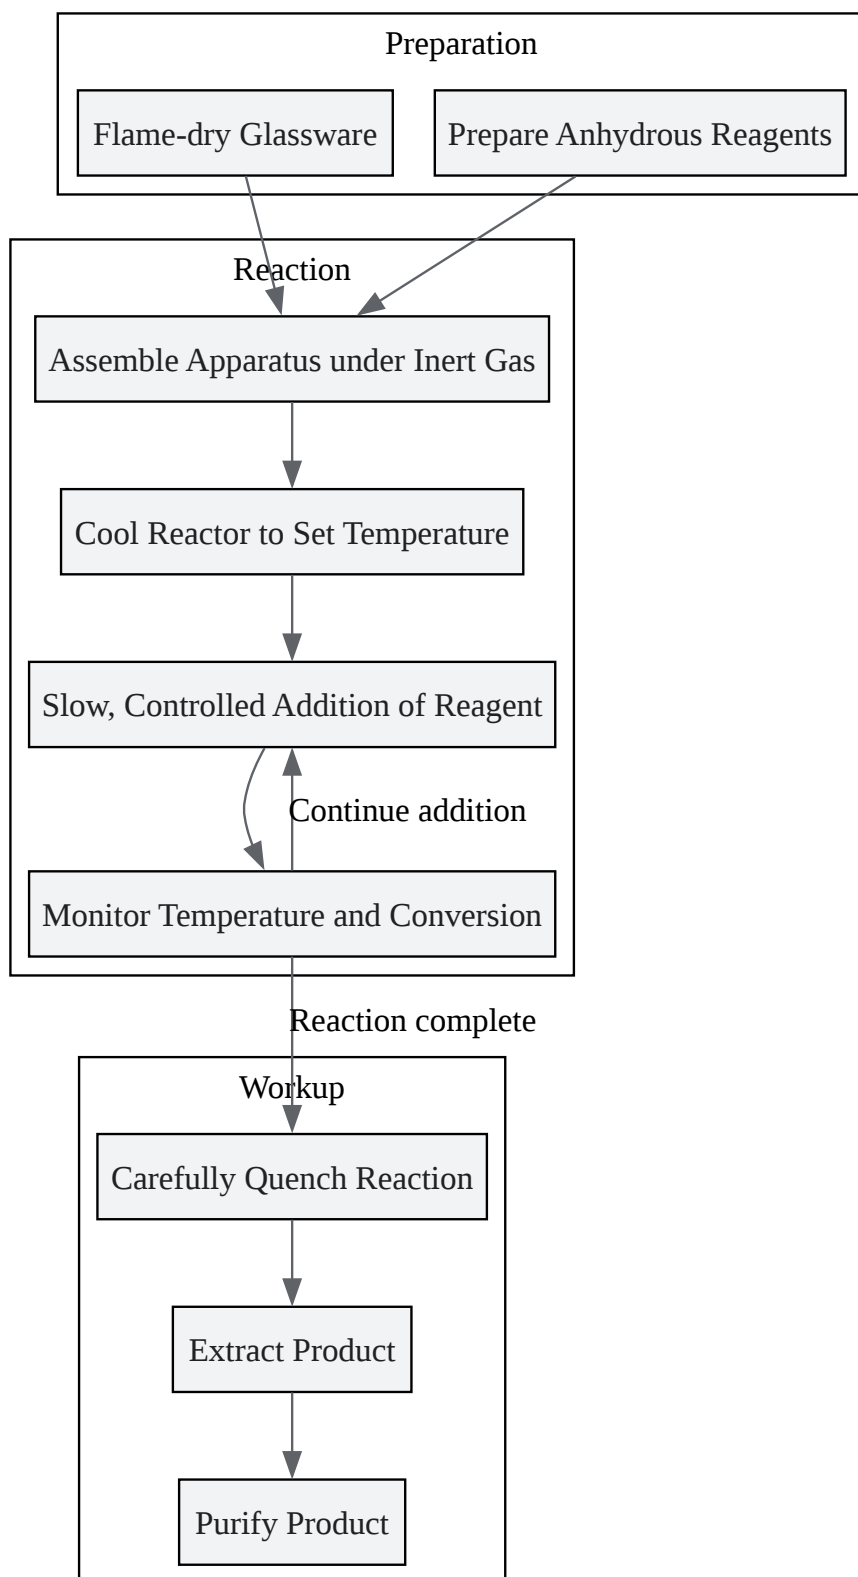 Preparation
Flame-dry Glassware
Prepare Anhydrous Reagents
Reaction
Assemble Apparatus under Inert Gas
Cool Reactor to Set Temperature
Slow, Controlled Addition of Reagent
Continue addition
Monitor Temperature and Conversion
Reaction complete
Workup
Carefully Quench Reaction
Extract Product
Purify Product